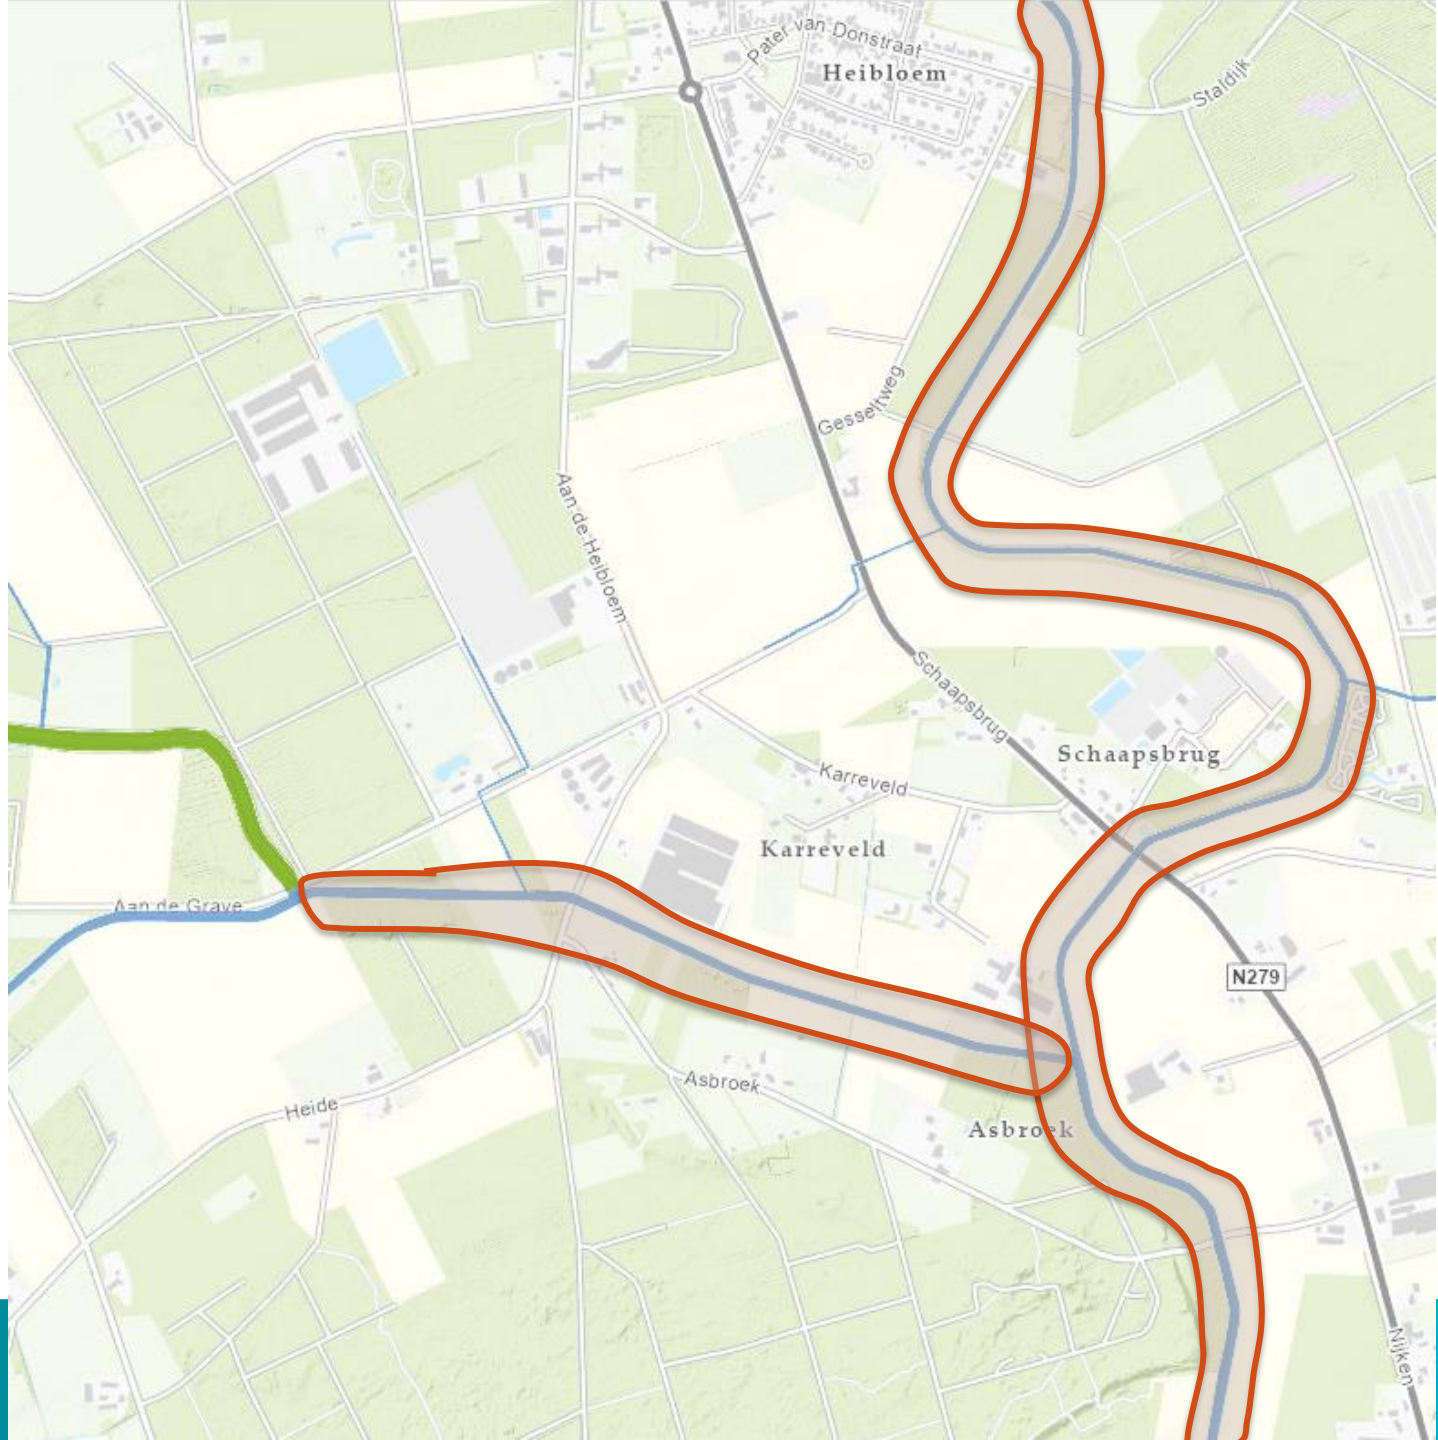 Pater van Donstraat
Heibloem
Staldijk
Gesseltweg
Aan de Heibloem
Schaapsbrug
Schaapsbrug
Karreveld
Karreveld
Aan de Grave
N279
Asbroek
Heide
Asbroek
Nijken